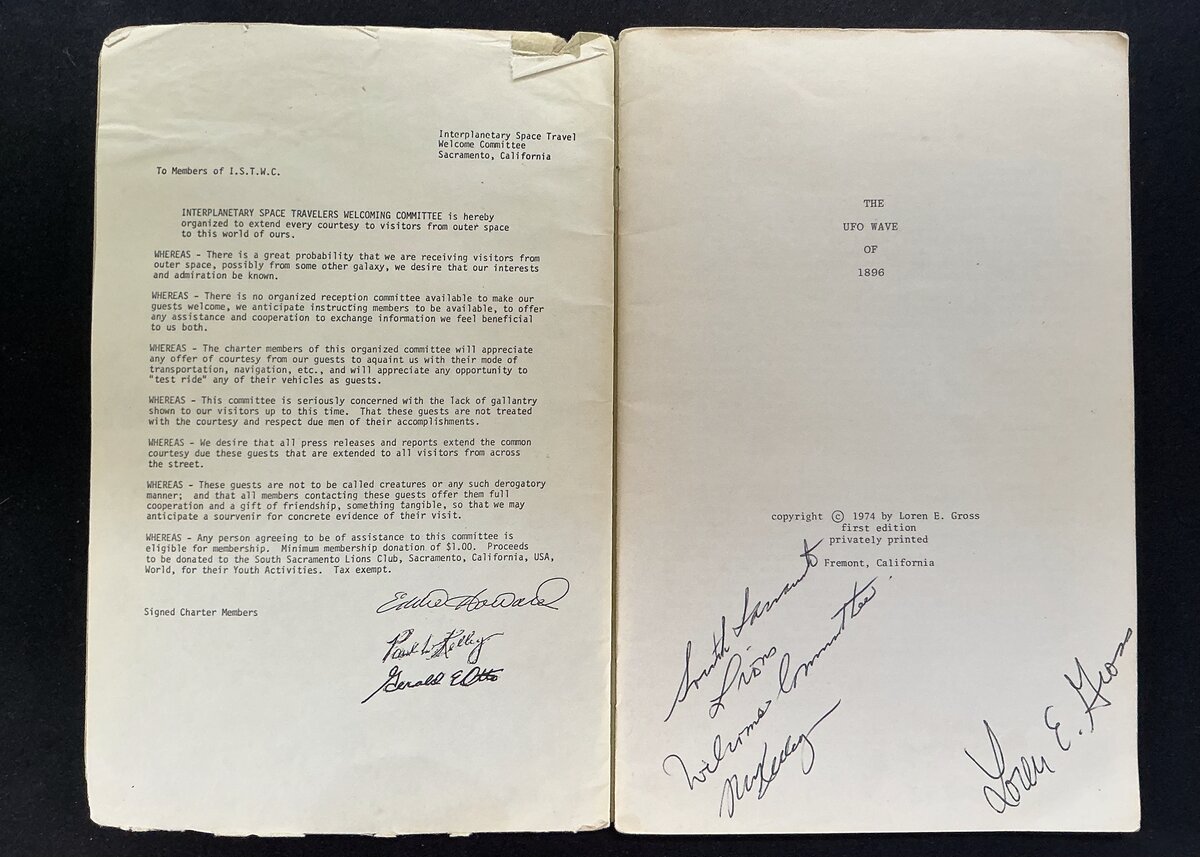 Interplanetary Space Travel
Welcome Committee
Sacramento, California
To Members of I.S.T.W.C.
INTERPLANETARY SPACE TRAVELERS WELCOMING COMMITTEE is hereby
organized to extend every courtesy to visitors from outer space
to this world of ours.
WHEREAS - There is a great probability that we are receiving visitors from
outer space, possibly from some other galaxy, we desire that our interests
and admiration be known.
WHEREAS - There is no organized reception committee available to make our
guests welcome, we anticipate instructing members to be available, to offer
any assistance and cooperation to exchange information we feel beneficial
to us both.
WHEREAS - The charter members of this organized committee will appreciate
any offer of courtesy from our guests to aquaint us with their mode of
transportation, navigation, etc., and will appreciate any opportunity to
"test ride" any of their vehicles as guests.
WHEREAS - This committee is seriously concerned with the lack of gallantry
shown to our visitors up to this time.  That these guests are not treated
with the courtesy and respect due men of their accomplishments.
WHEREAS - We desire that all press releases and reports extend the common
courtesy due these guests that are extended to all visitors from across
the street.
WHEREAS - These guests are not to be called creatures or any such derogatory
manner;  and that all members contacting these guests offer them full
cooperation and a gift of friendship, something tangible, so that we may
anticipate a sourvenir for concrete evidence of their visit.
WHEREAS - Any person agreeing to be of assistance to this committee is
eligible for membership.  Minimum membership donation of $1.00.  Proceeds
to be donated to the South Sacramento Lions Club, Sacramento, California, USA,
World, for their Youth Activities.  Tax exempt.
Signed Charter Members
Eddie Howard
Paul L. Kelley
Gerald E Otto
THE
UFO WAVE
OF
1896
copyright © 1974 by Loren E. Gross
first edition
privately printed
Fremont, California
South
Lions
Welcome Committee
Kelley
Loren E. Gross